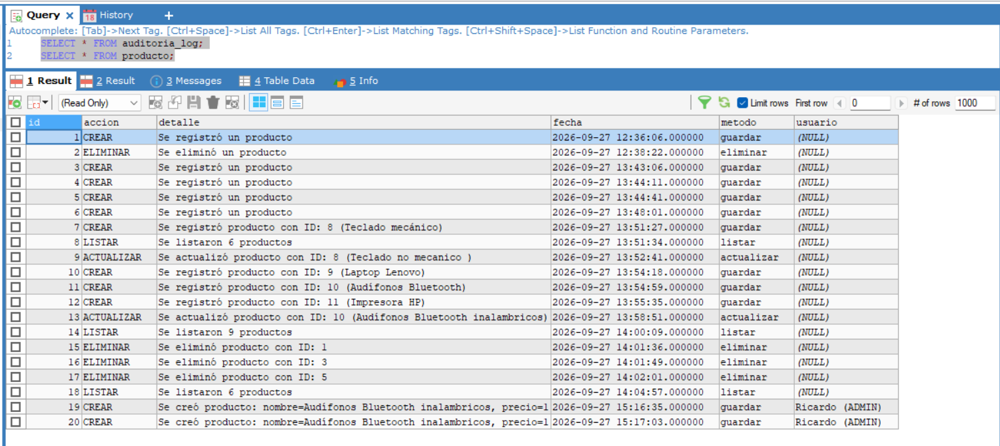 Query × 18 History +
Autocomplete: [Tab]->Next Tag. [Ctrl+Space]->List All Tags. [Ctrl+Enter]->List Matching Tags. [Ctrl+Shift+Space]->List Function and Routine Parameters.
1 SELECT * FROM auditoria_log;
2 SELECT * FROM producto;
1 Result 2 Result 3 Messages 4 Table Data 5 Info
(Read Only) Limit rows First row 0 # of rows 1000
id accion detalle fecha metodo usuario
1 CREAR Se registró un producto 2026-09-27 12:36:06.000000 guardar (NULL)
2 ELIMINAR Se eliminó un producto 2026-09-27 12:38:22.000000 eliminar (NULL)
3 CREAR Se registró un producto 2026-09-27 13:43:06.000000 guardar (NULL)
4 CREAR Se registró un producto 2026-09-27 13:44:11.000000 guardar (NULL)
5 CREAR Se registró un producto 2026-09-27 13:44:41.000000 guardar (NULL)
6 CREAR Se registró un producto 2026-09-27 13:48:01.000000 guardar (NULL)
7 CREAR Se registró producto con ID: 8 (Teclado mecánico) 2026-09-27 13:51:27.000000 guardar (NULL)
8 LISTAR Se listaron 6 productos 2026-09-27 13:51:34.000000 listar (NULL)
9 ACTUALIZAR Se actualizó producto con ID: 8 (Teclado no mecanico ) 2026-09-27 13:52:41.000000 actualizar (NULL)
10 CREAR Se registró producto con ID: 9 (Laptop Lenovo) 2026-09-27 13:54:18.000000 guardar (NULL)
11 CREAR Se registró producto con ID: 10 (Audífonos Bluetooth) 2026-09-27 13:54:59.000000 guardar (NULL)
12 CREAR Se registró producto con ID: 11 (Impresora HP) 2026-09-27 13:55:35.000000 guardar (NULL)
13 ACTUALIZAR Se actualizó producto con ID: 10 (Audífonos Bluetooth inalambricos) 2026-09-27 13:58:51.000000 actualizar (NULL)
14 LISTAR Se listaron 9 productos 2026-09-27 14:00:09.000000 listar (NULL)
15 ELIMINAR Se eliminó producto con ID: 1 2026-09-27 14:01:36.000000 eliminar (NULL)
16 ELIMINAR Se eliminó producto con ID: 3 2026-09-27 14:01:49.000000 eliminar (NULL)
17 ELIMINAR Se eliminó producto con ID: 5 2026-09-27 14:02:01.000000 eliminar (NULL)
18 LISTAR Se listaron 6 productos 2026-09-27 14:04:57.000000 listar (NULL)
19 CREAR Se creó producto: nombre=Audífonos Bluetooth inalambricos, precio=1 2026-09-27 15:16:35.000000 guardar Ricardo (ADMIN)
20 CREAR Se creó producto: nombre=Audífonos Bluetooth inalambricos, precio=1 2026-09-27 15:17:03.000000 guardar Ricardo (ADMIN)